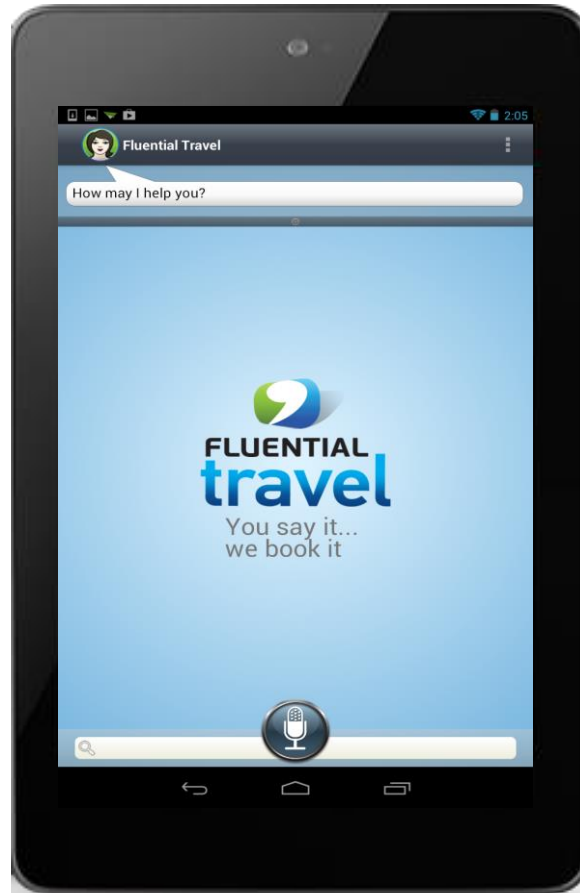 2:05
Fluential Travel
How may I help you?
FLUENTIAL
travel
You say it...
we book it